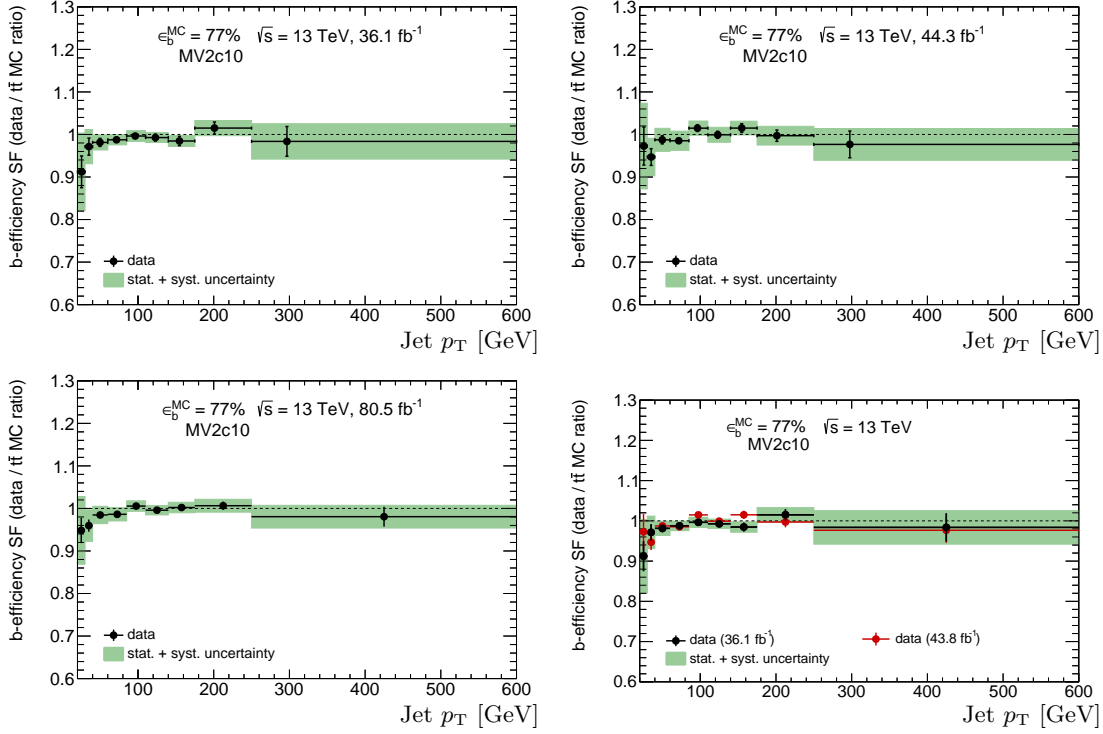 b-efficiency SF (data / tt̄ MC ratio)
1.3
1.2
1.1
1
0.9
0.8
0.7
0.6
ϵ_b^MC = 77% √s = 13 TeV, 36.1 fb⁻¹
MV2c10
data
stat. + syst. uncertainty
100 200 300 400 500 600
Jet p_T [GeV]
b-efficiency SF (data / tt̄ MC ratio)
1.3
1.2
1.1
1
0.9
0.8
0.7
0.6
ϵ_b^MC = 77% √s = 13 TeV, 44.3 fb⁻¹
MV2c10
data
stat. + syst. uncertainty
100 200 300 400 500 600
Jet p_T [GeV]
b-efficiency SF (data / tt̄ MC ratio)
1.3
1.2
1.1
1
0.9
0.8
0.7
0.6
ϵ_b^MC = 77% √s = 13 TeV, 80.5 fb⁻¹
MV2c10
data
stat. + syst. uncertainty
100 200 300 400 500 600
Jet p_T [GeV]
b-efficiency SF (data / tt̄ MC ratio)
1.3
1.2
1.1
1
0.9
0.8
0.7
0.6
ϵ_b^MC = 77% √s = 13 TeV
MV2c10
data (36.1 fb⁻¹) data (43.8 fb⁻¹)
stat. + syst. uncertainty
100 200 300 400 500 600
Jet p_T [GeV]